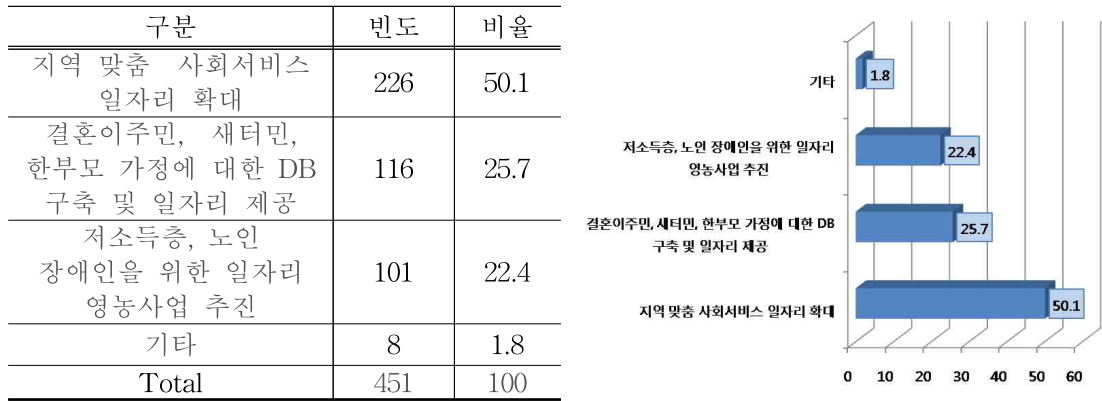 구분 빈도 비율
지역 맞춤 사회서비스
일자리 확대
226 50.1
결혼이주민, 새터민,
한부모 가정에 대한 DB
구축 및 일자리 제공
116 25.7
저소득층, 노인
장애인을 위한 일자리
영농사업 추진
101 22.4
기타 8 1.8
Total 451 100
기타
1.8
저소득층, 노인 장애인을 위한 일자리
영농사업 추진
22.4
결혼이주민, 새터민, 한부모 가정에 대한 DB
구축 및 일자리 제공
25.7
지역 맞춤 사회서비스 일자리 확대
50.1
0 10 20 30 40 50 60